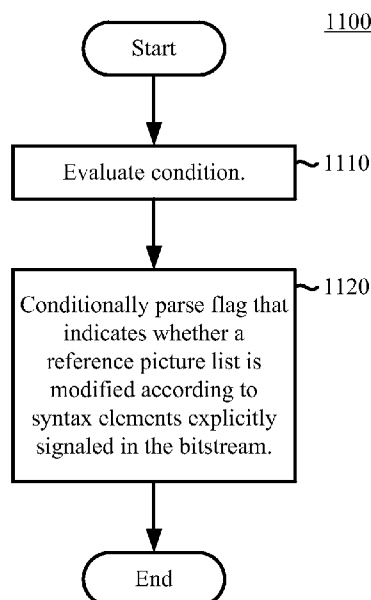 1100
Start
Evaluate condition.
1110
Conditionally parse flag that
indicates whether a
reference picture list is
modified according to
syntax elements explicitly
signaled in the bitstream.
1120
End